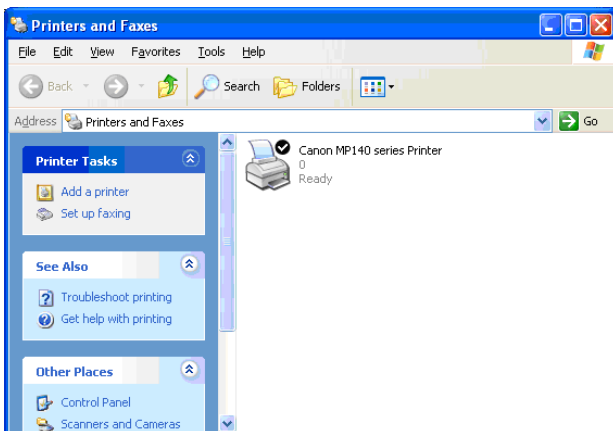 Printers and Faxes
File Edit View Favorites Tools Help
Back Search Folders
Address Printers and Faxes Go
Printer Tasks
Add a printer
Set up faxing
See Also
Troubleshoot printing
Get help with printing
Other Places
Control Panel
Scanners and Cameras
Canon MP140 series Printer
0
Ready